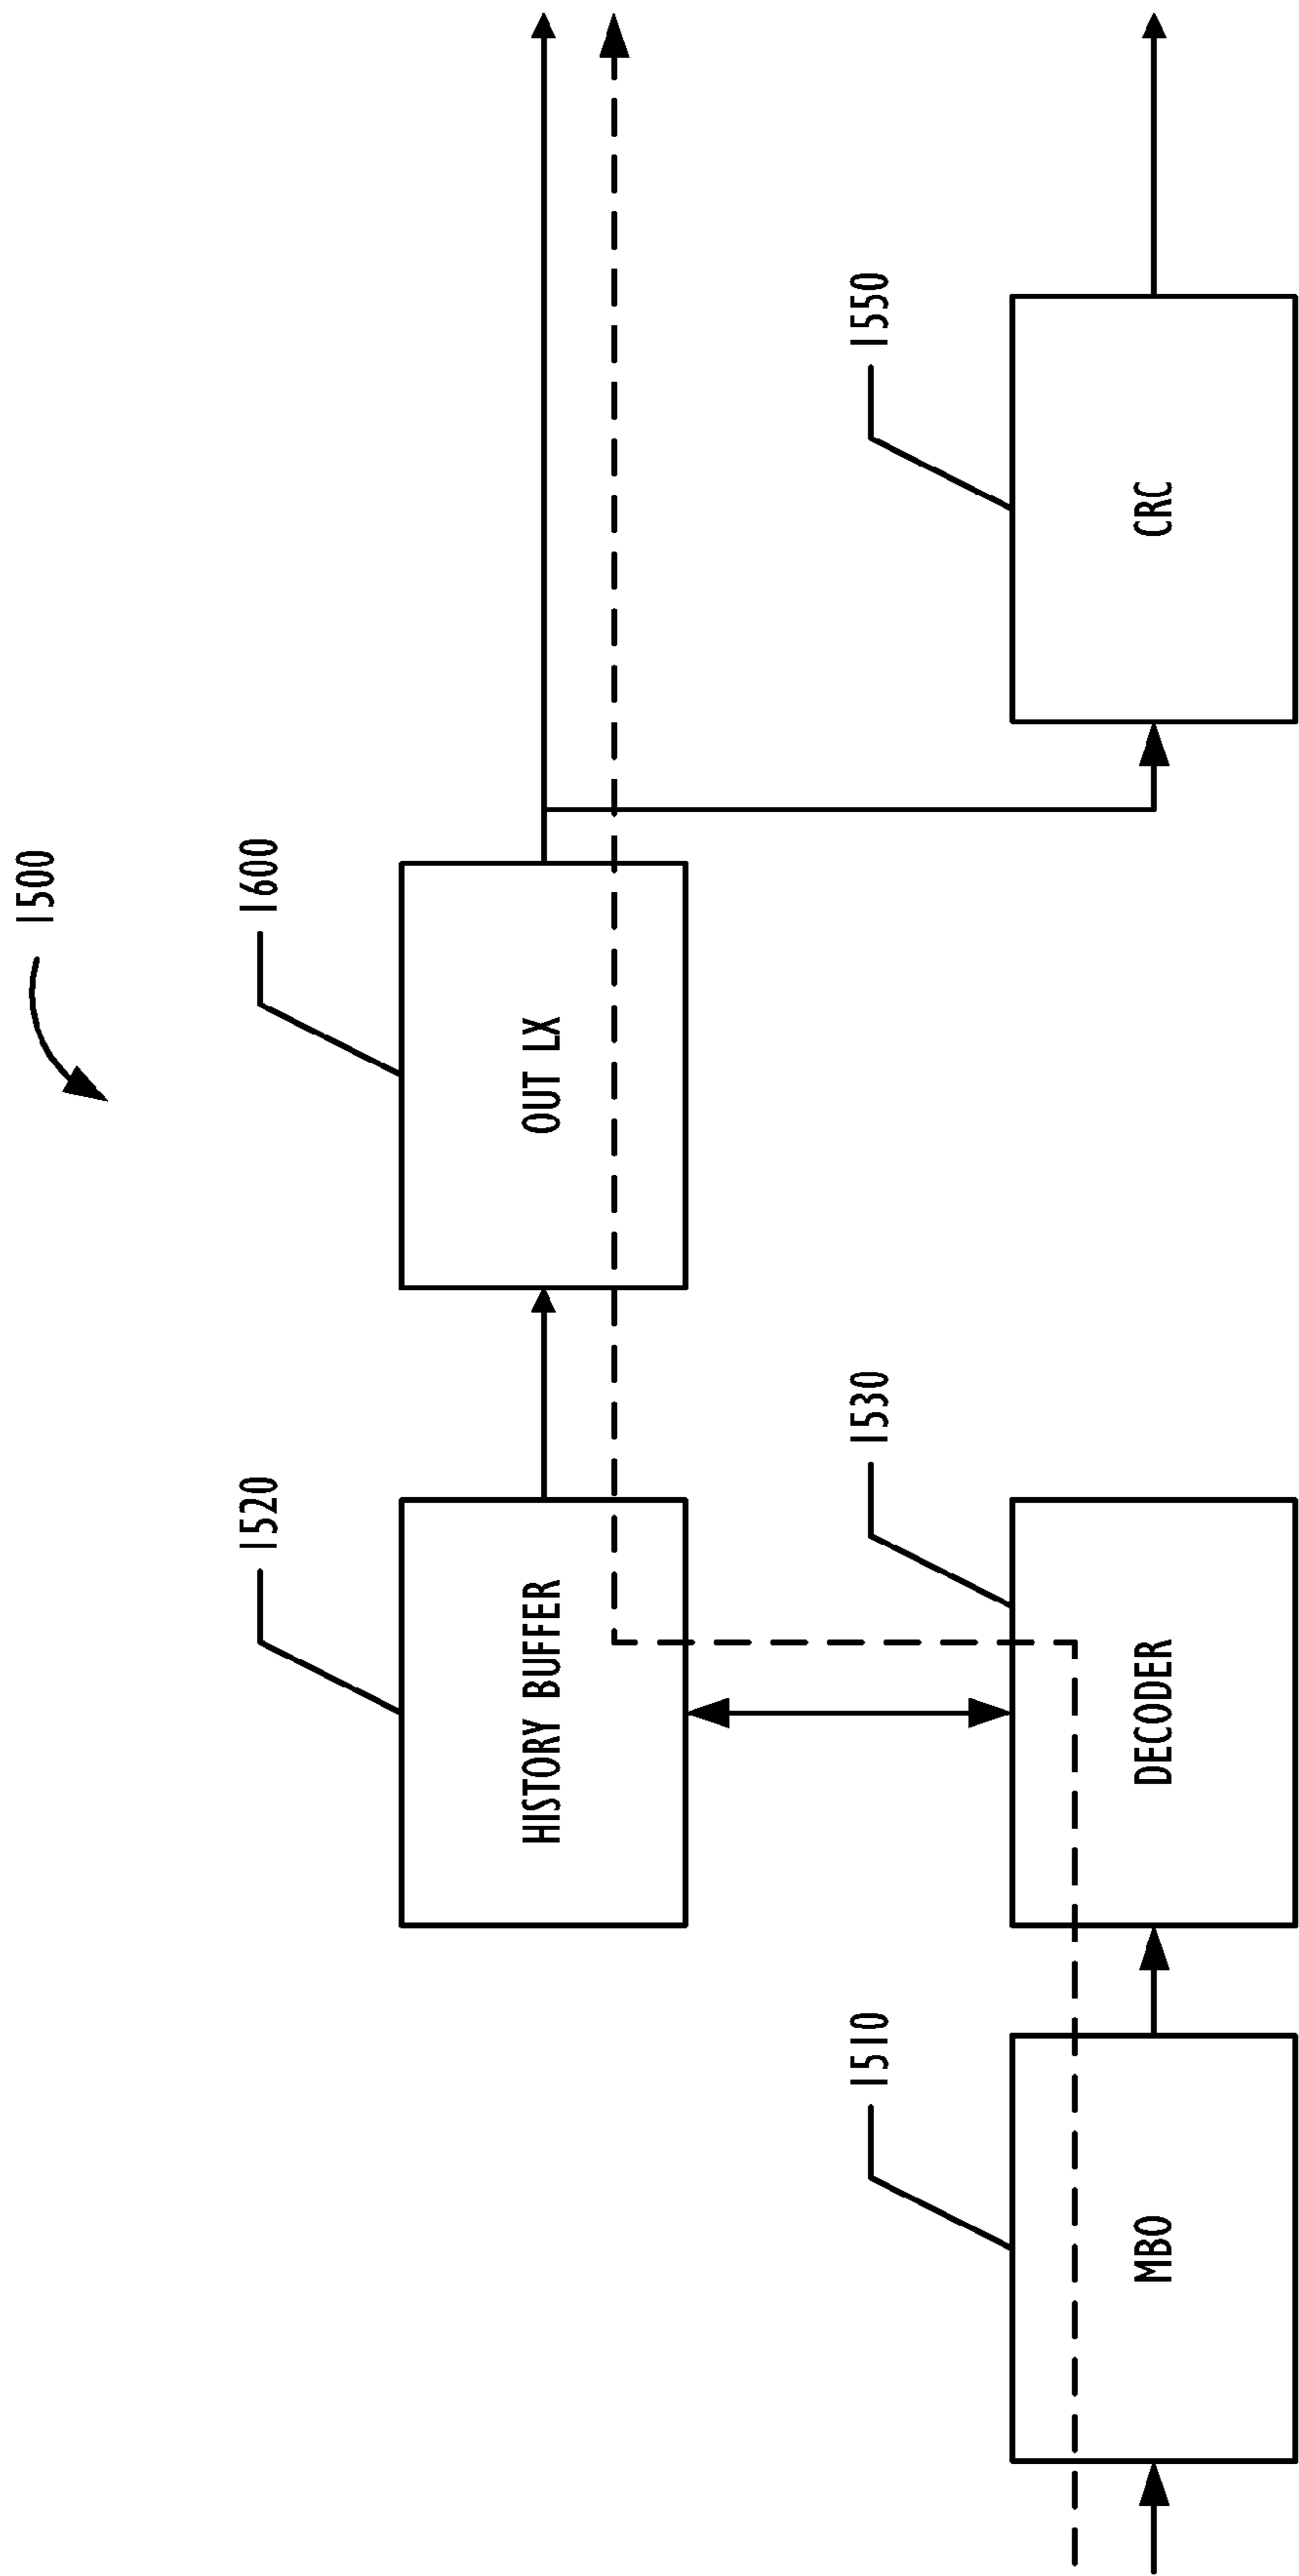 1500
1520
HISTORY BUFFER
1600
OUT LX
1510
MBO
1530
DECODER
1550
CRC